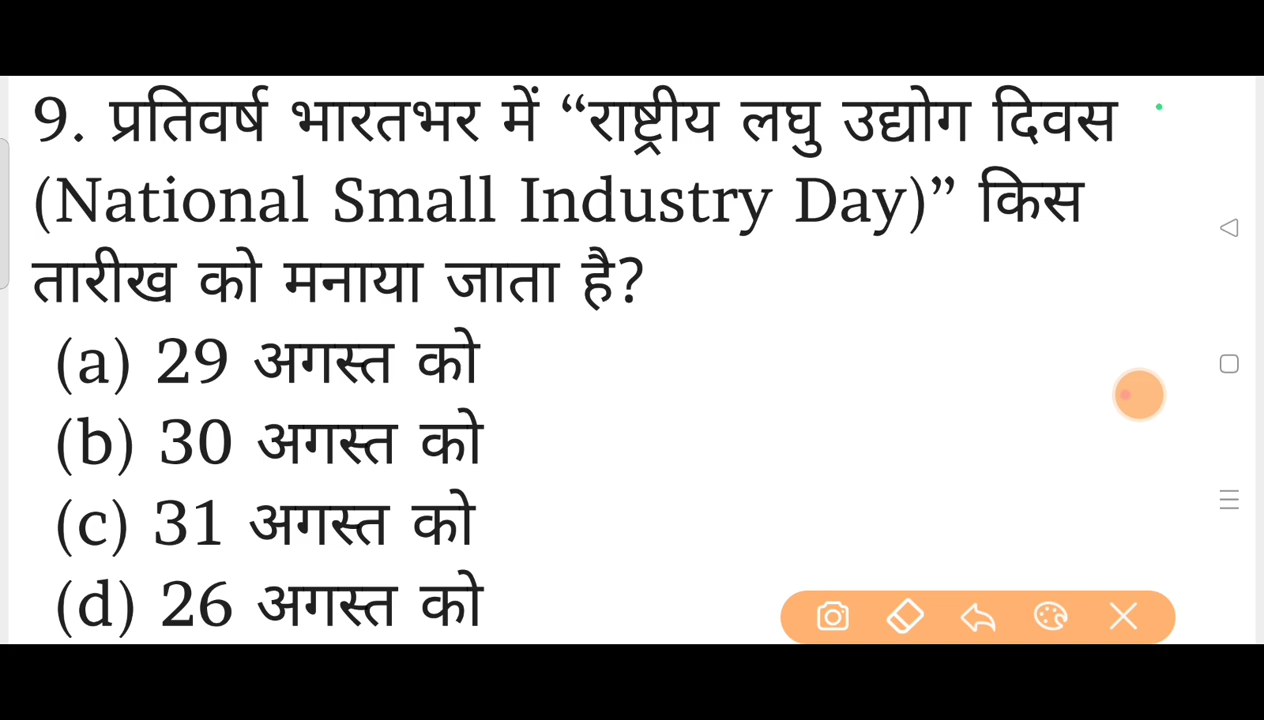 9. प्रतिवर्ष भारतभर में “राष्ट्रीय लघु उद्योग दिवस
(National Small Industry Day)” किस
तारीख को मनाया जाता है?
(a) 29 अगस्त को
(b) 30 अगस्त को
(c) 31 अगस्त को
(d) 26 अगस्त को